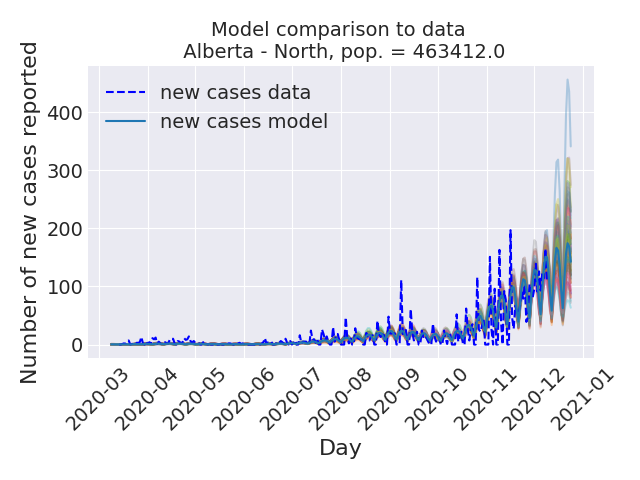 Model comparison to data
Alberta - North, pop. = 463412.0
new cases data
new cases model
Number of new cases reported
400
300
200
100
0
2020-03
2020-04
2020-05
2020-06
2020-07
2020-08
2020-09
2020-10
2020-11
2020-12
2021-01
Day